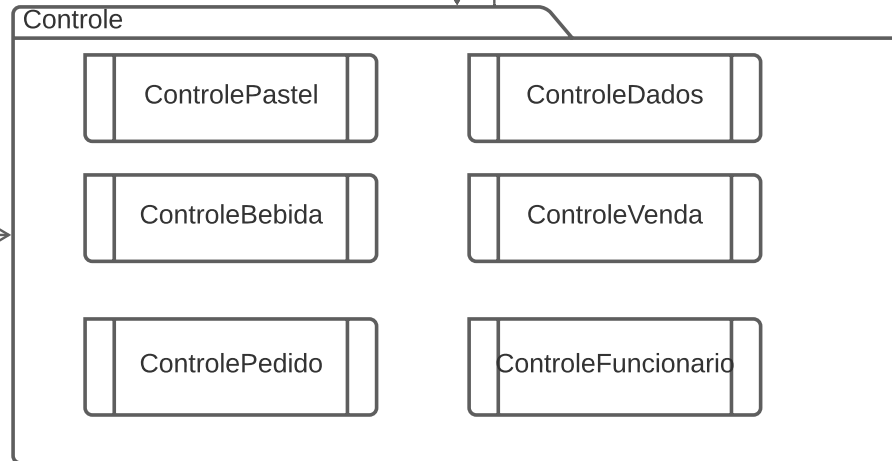 Controle
ControlePastel
ControleDados
ControleBebida
ControleVenda
ControlePedido
ControleFuncionario